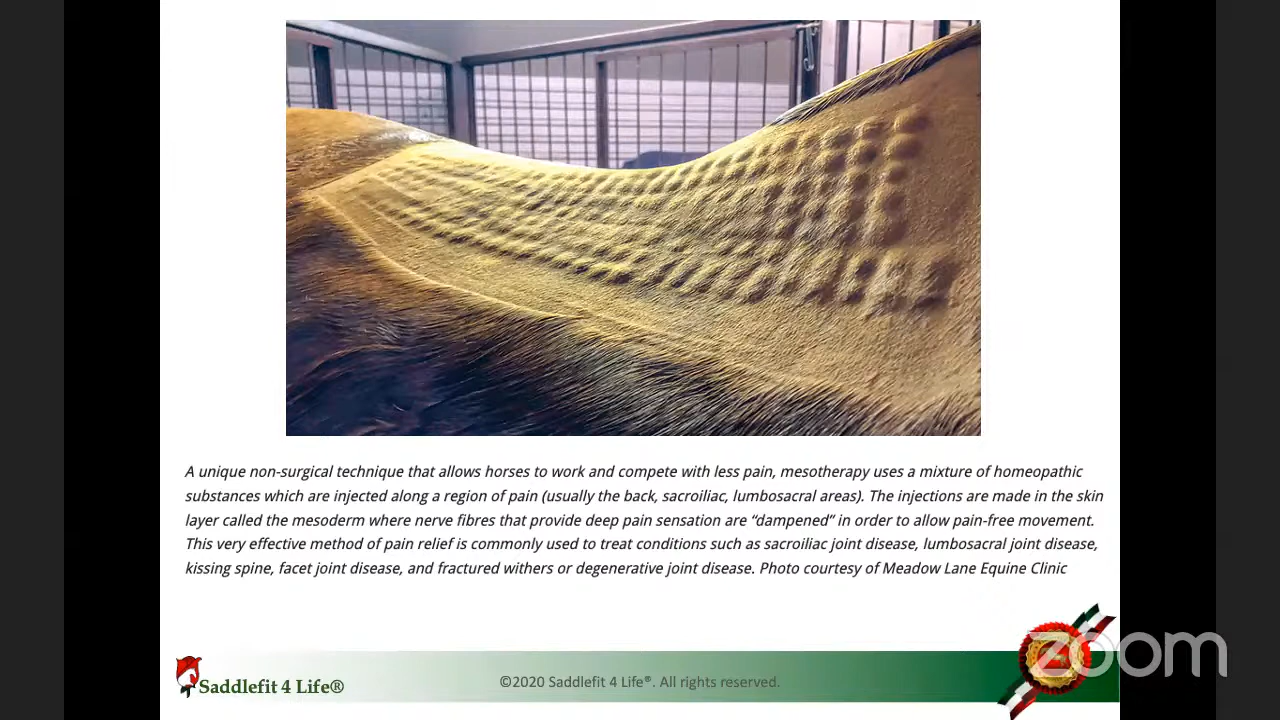 A unique non-surgical technique that allows horses to work and compete with less pain, mesotherapy uses a mixture of homeopathic
substances which are injected along a region of pain (usually the back, sacroiliac, lumbosacral areas). The injections are made in the skin
layer called the mesoderm where nerve fibres that provide deep pain sensation are “dampened” in order to allow pain-free movement.
This very effective method of pain relief is commonly used to treat conditions such as sacroiliac joint disease, lumbosacral joint disease,
kissing spine, facet joint disease, and fractured withers or degenerative joint disease. Photo courtesy of Meadow Lane Equine Clinic
Saddlefit 4 Life®
©2020 Saddlefit 4 Life®. All rights reserved.
zoom